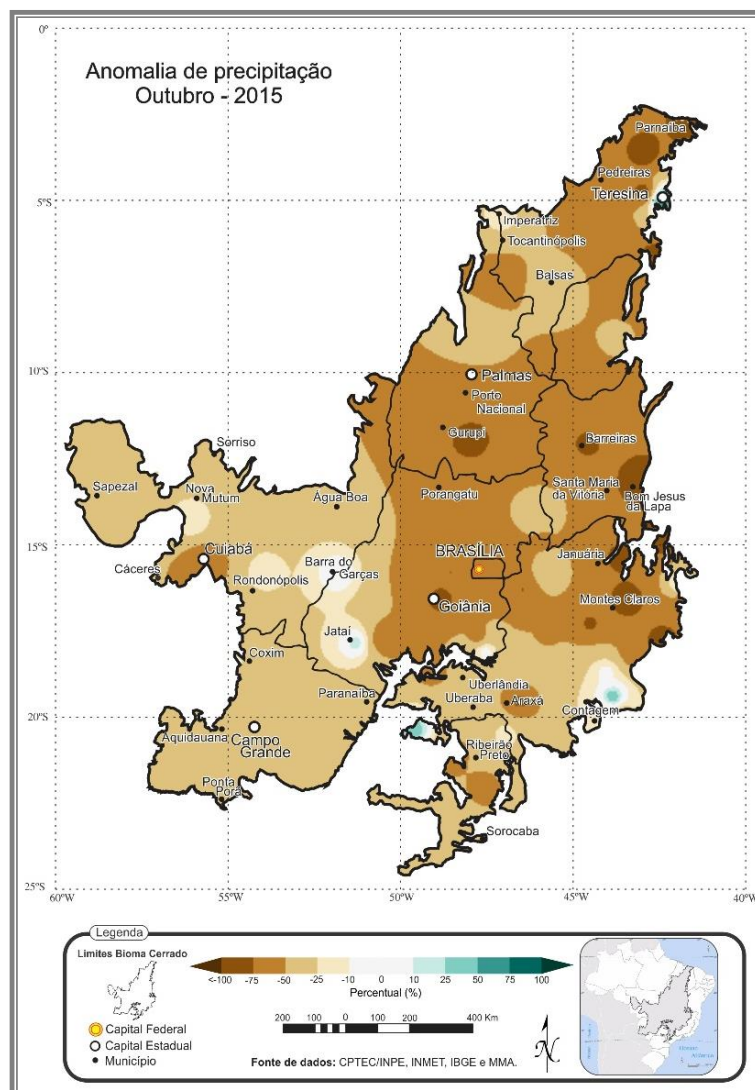 0°
Anomalia de precipitação
Outubro - 2015
Parnaíba
Pedreiras
Teresina
5°S
Imperatriz
Tocantinópolis
Balsas
10°S
Palmas
Porto
Nacional
Gurupi
Barreiras
Sorriso
Sapezal
Nova
Mutum
Água Boa
Porangatu
Santa Maria
da Vitória
Bom Jesus
da Lapa
15°S
Cuiabá
BRASÍLIA
Januária
Cáceres
Barra do
Garças
Rondonópolis
Goiânia
Montes Claros
Jataí
Coxim
Uberlândia
Paranaíba
Uberaba
Araxá
Contagem
20°S
Aquidauana
Campo
Grande
Ribeirão
Preto
Ponta
Porã
Sorocaba
25°S
60°W
55°W
50°W
45°W
40°W
Legenda
Limites Bioma Cerrado
<-100 -75 -50 -25 -10 0 10 25 50 75 100
Percentual (%)
Capital Federal
Capital Estadual
Município
200 100 0 100 200 400 Km
N
Fonte de dados: CPTEC/INPE, INMET, IBGE e MMA.